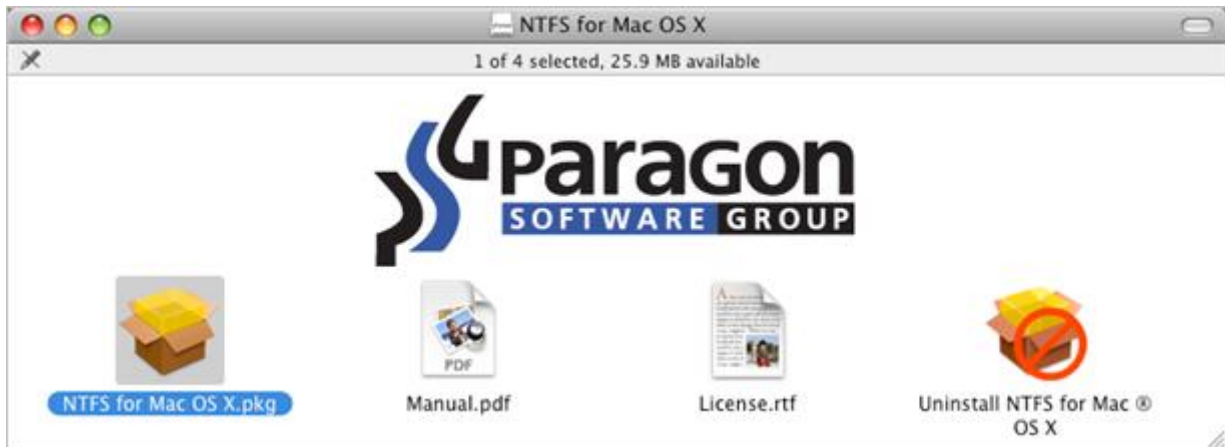 NTFS for Mac OS X
1 of 4 selected, 25.9 MB available
Paragon
SOFTWARE GROUP
PDF
NTFS for Mac OS X.pkg
Manual.pdf
License.rtf
Uninstall NTFS for Mac ®
OS X